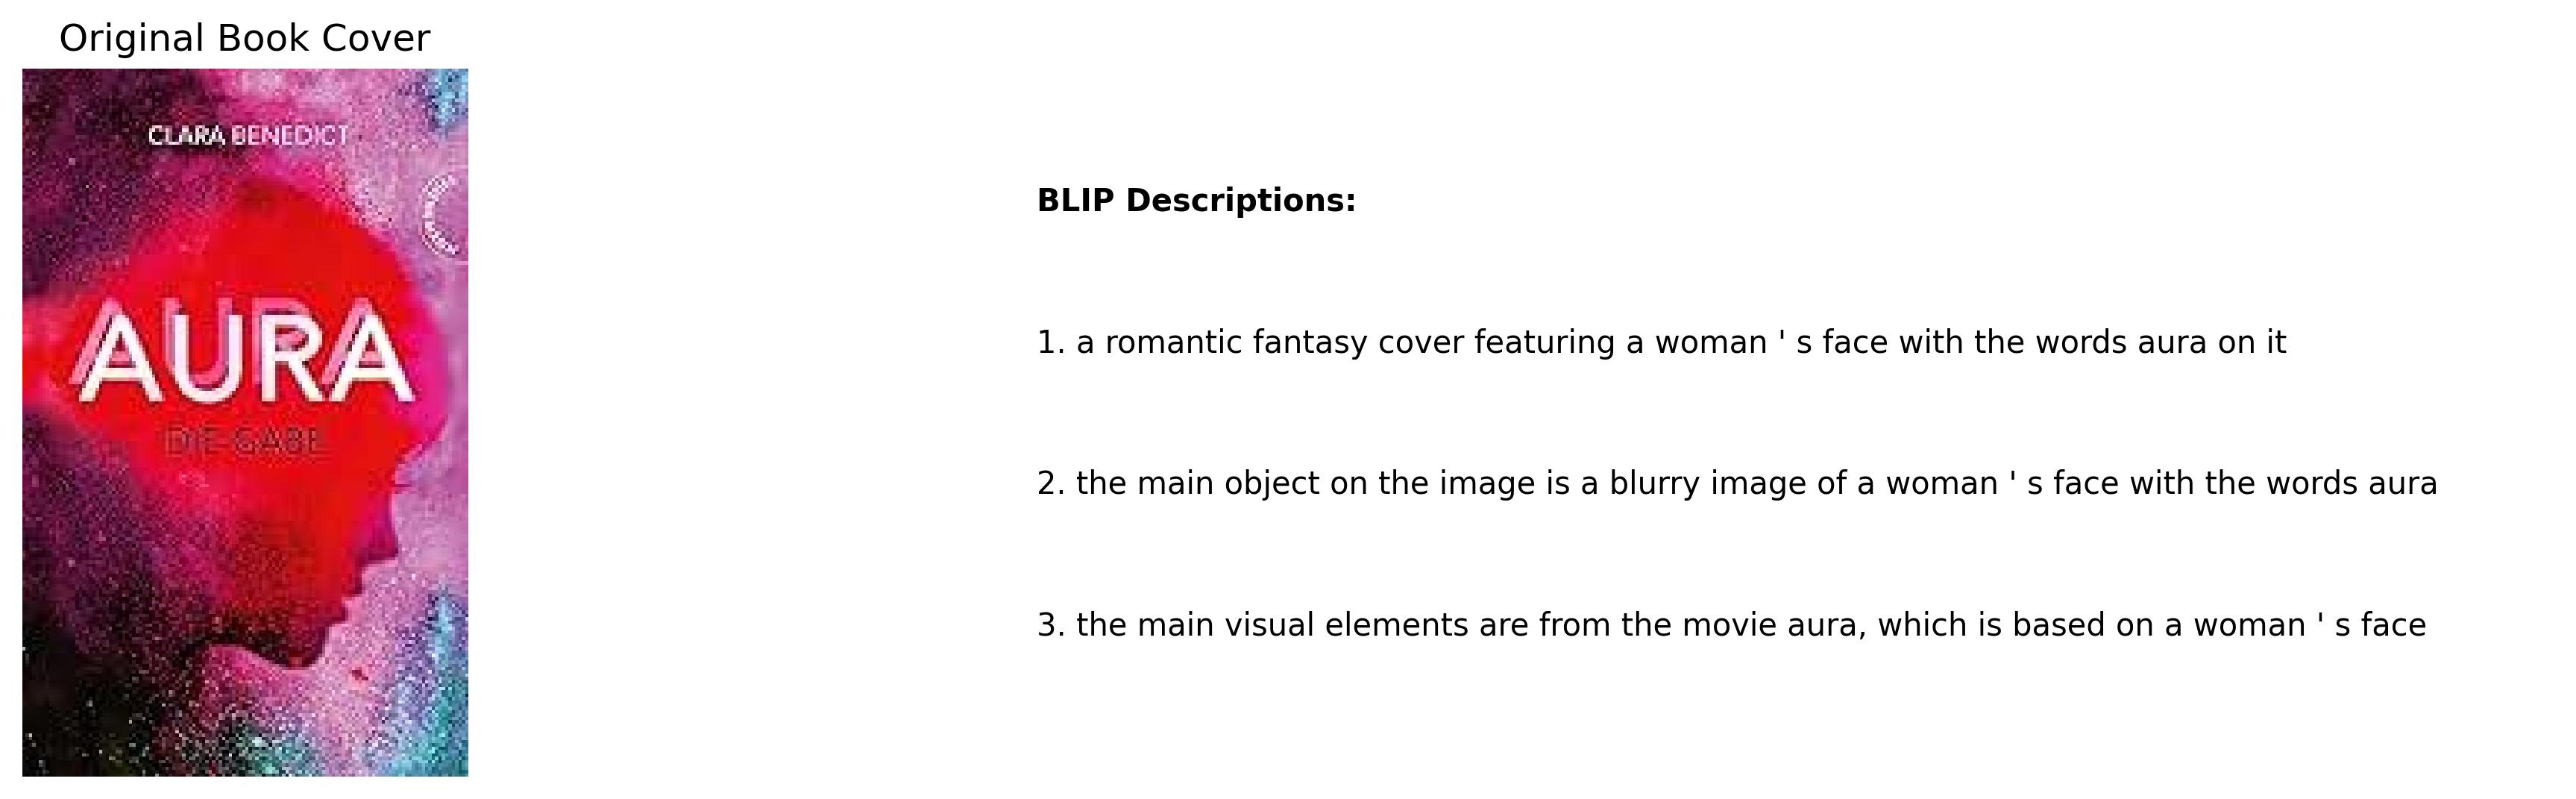 Original Book Cover
CLARA BENEDICT
AURA
DIE GABE
BLIP Descriptions:
1. a romantic fantasy cover featuring a woman ' s face with the words aura on it
2. the main object on the image is a blurry image of a woman ' s face with the words aura
3. the main visual elements are from the movie aura, which is based on a woman ' s face